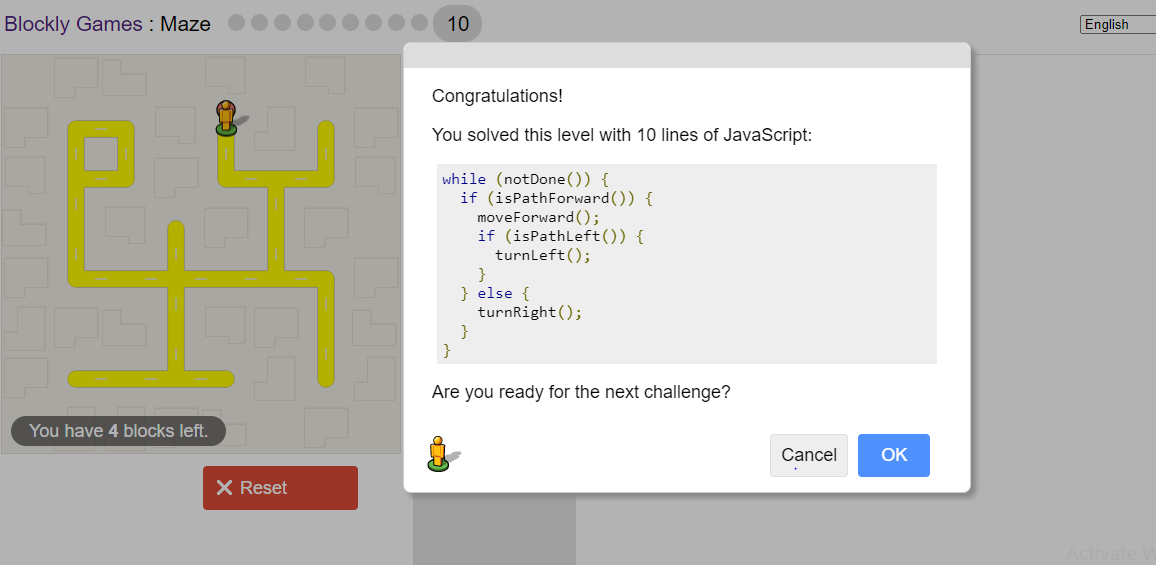 Blockly Games : Maze 10 English
Congratulations!
You solved this level with 10 lines of JavaScript:
while (notDone()) {
if (isPathForward()) {
moveForward();
if (isPathLeft()) {
turnLeft();
}
} else {
turnRight();
}
}
Are you ready for the next challenge?
You have 4 blocks left.
Cancel OK
Reset
Activate W